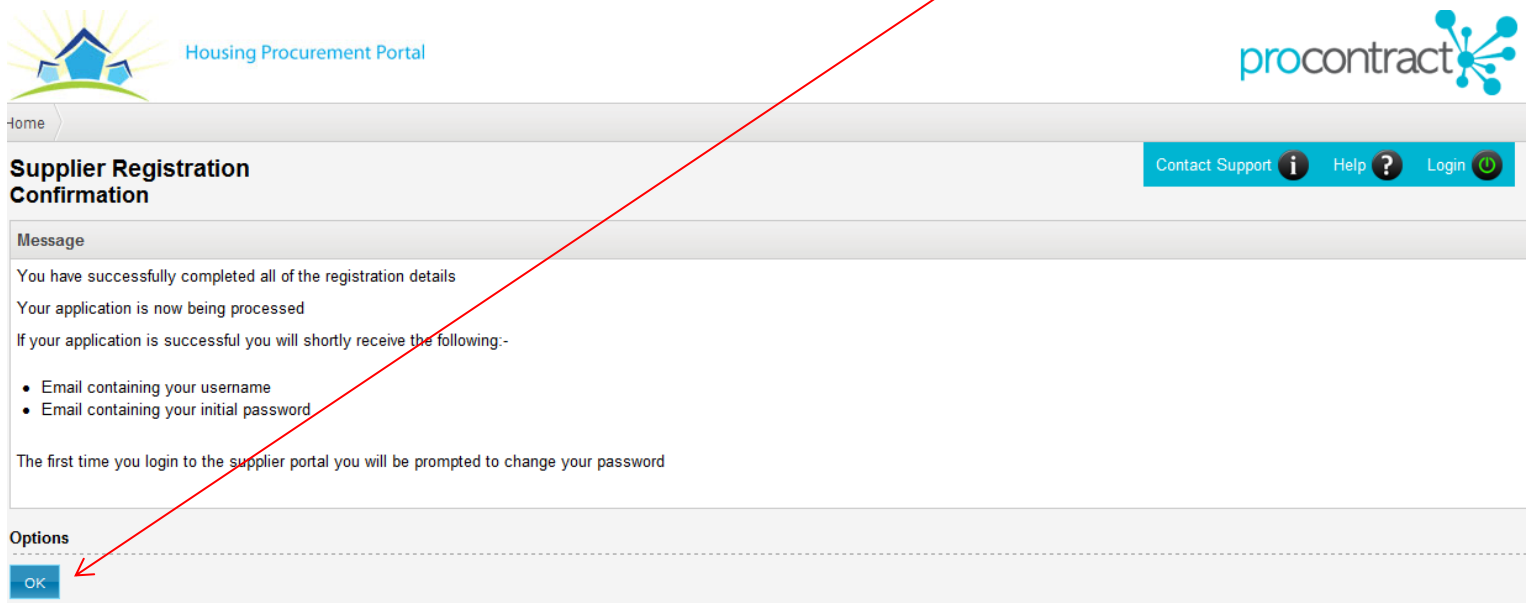 Housing Procurement Portal
procontract
Home
Contact Support i Help ? Login
Supplier Registration
Confirmation
Message
You have successfully completed all of the registration details
Your application is now being processed
If your application is successful you will shortly receive the following:-
• Email containing your username
• Email containing your initial password
The first time you login to the supplier portal you will be prompted to change your password
Options
OK